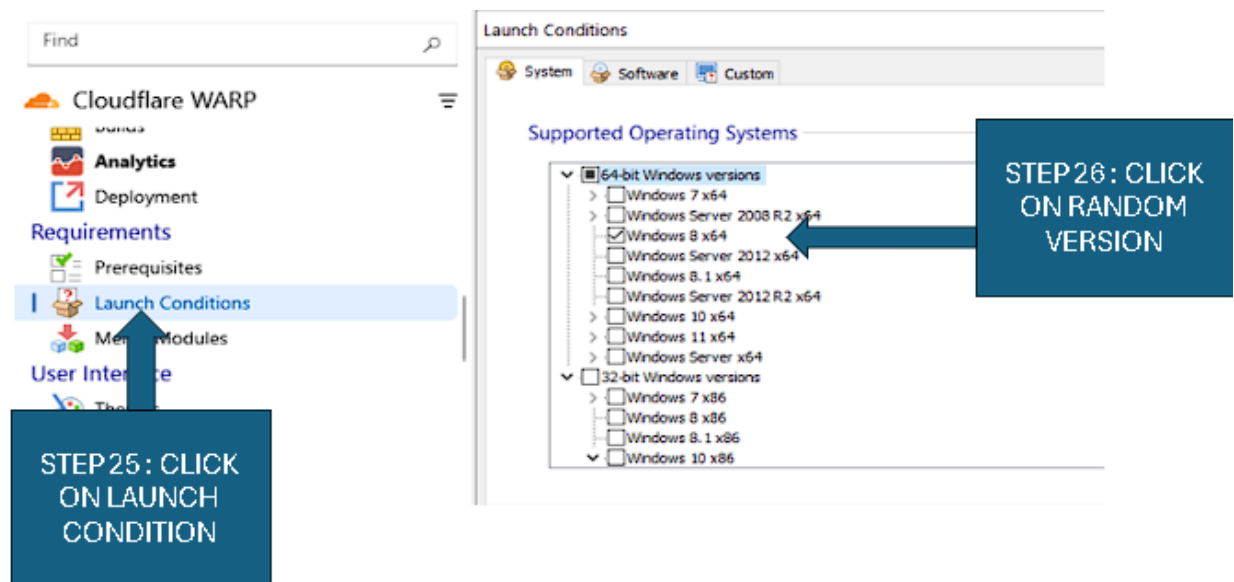 Find
Cloudflare WARP
Analytics
Deployment
Requirements
Prerequisites
Launch Conditions
Modules
User
STEP 25 : CLICK
ON LAUNCH
CONDITION
Launch Conditions
System Software Custom
Supported Operating Systems
64-bit Windows versions
Windows 7 x64
Windows Server 2008 R2 x64
Windows 8 x64
Windows Server 2012 x64
Windows 8.1 x64
Windows Server 2012 R2 x64
Windows 10 x64
Windows 11 x64
Windows Server x64
32-bit Windows versions
Windows 7 x86
Windows 8 x86
Windows 8.1 x86
Windows 10 x86
STEP 26 : CLICK
ON RANDOM
VERSION